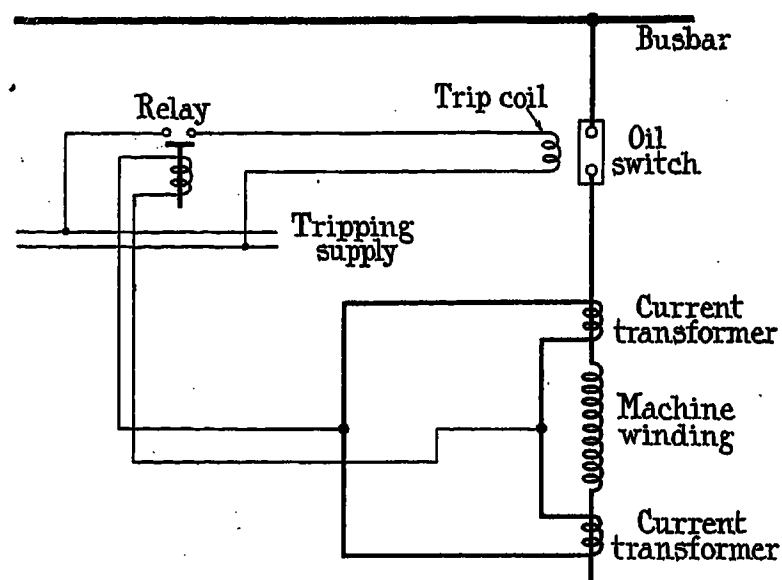 Busbar
Relay
Trip coil
Oil
switch
Tripping
supply
Current
transformer
Machine
winding
Current
transformer